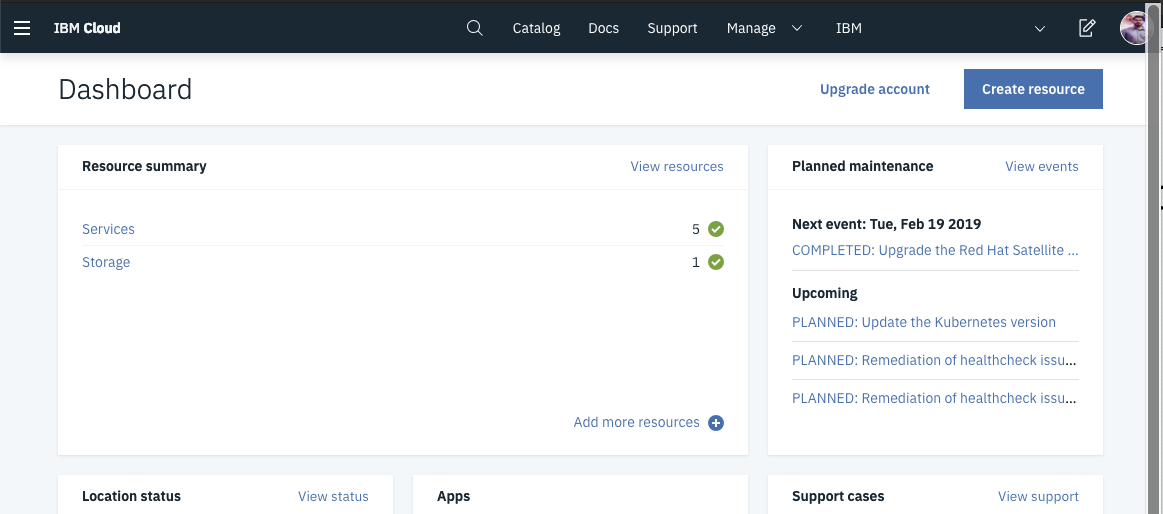 IBM Cloud
Catalog
Docs
Support
Manage
IBM
Dashboard
Upgrade account
Create resource
Resource summary
View resources
Services 5
Storage 1
Add more resources
Planned maintenance
View events
Next event: Tue, Feb 19 2019
COMPLETED: Upgrade the Red Hat Satellite ...
Upcoming
PLANNED: Update the Kubernetes version
PLANNED: Remediation of healthcheck issu...
PLANNED: Remediation of healthcheck issu...
Location status
View status
Apps
Support cases
View support